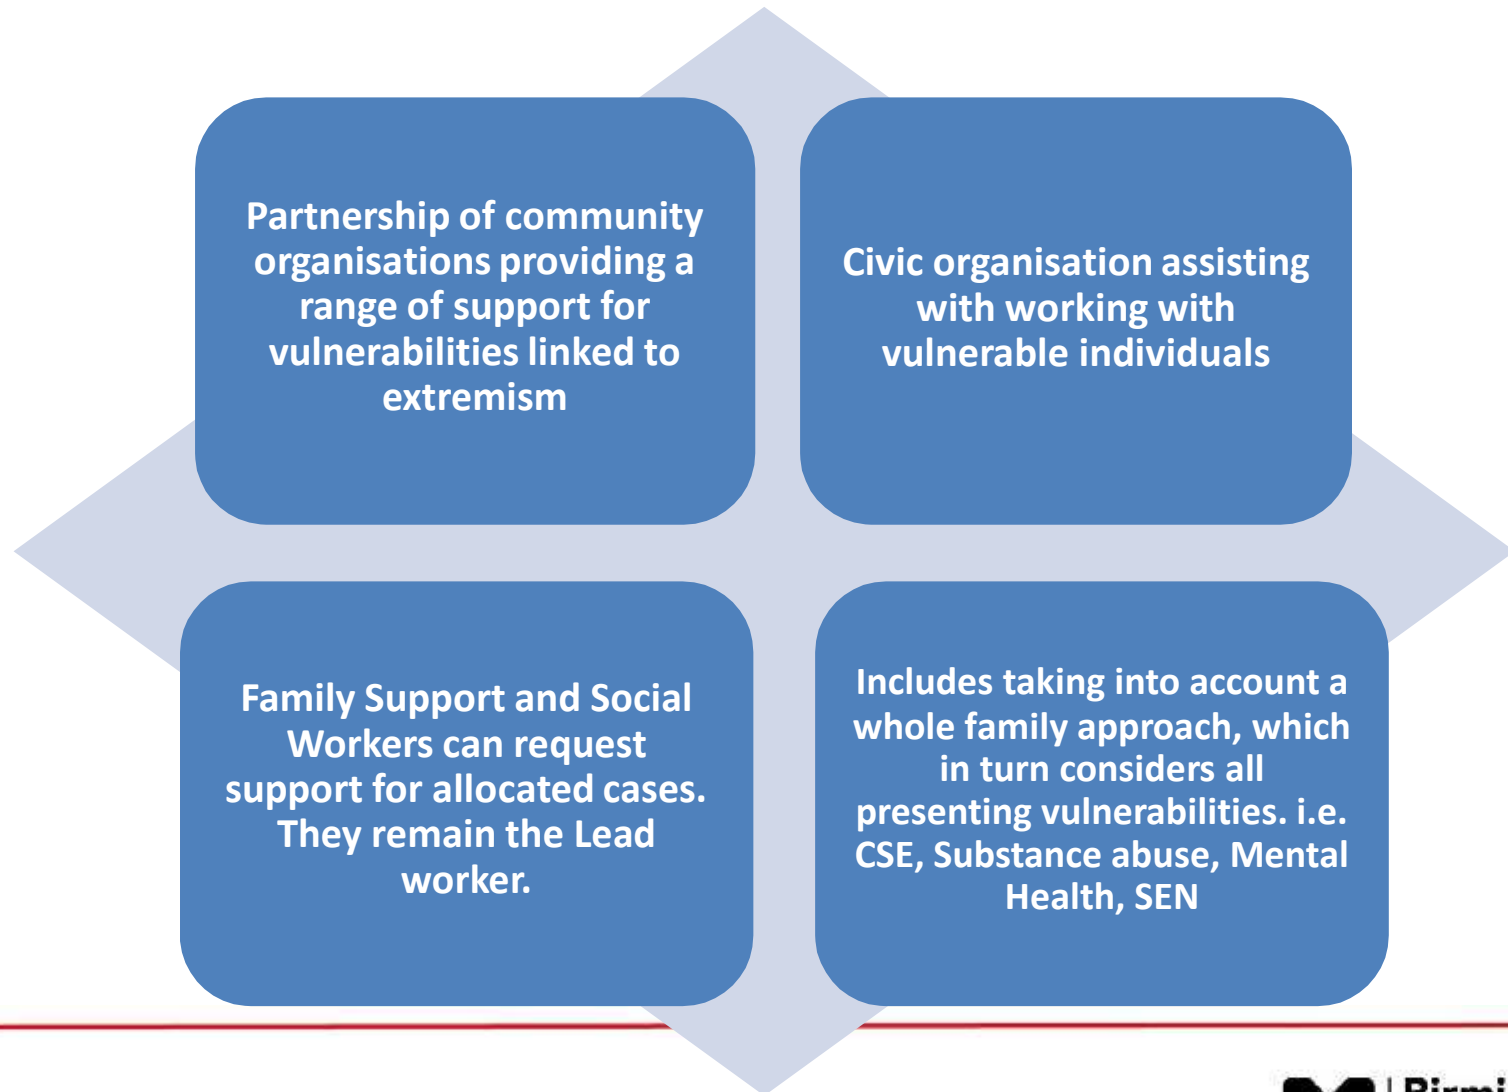 Partnership of community
organisations providing a
range of support for
vulnerabilities linked to
extremism
Civic organisation assisting
with working with
vulnerable individuals
Family Support and Social
Workers can request
support for allocated cases.
They remain the Lead
worker.
Includes taking into account a
whole family approach, which
in turn considers all
presenting vulnerabilities. i.e.
CSE, Substance abuse, Mental
Health, SEN